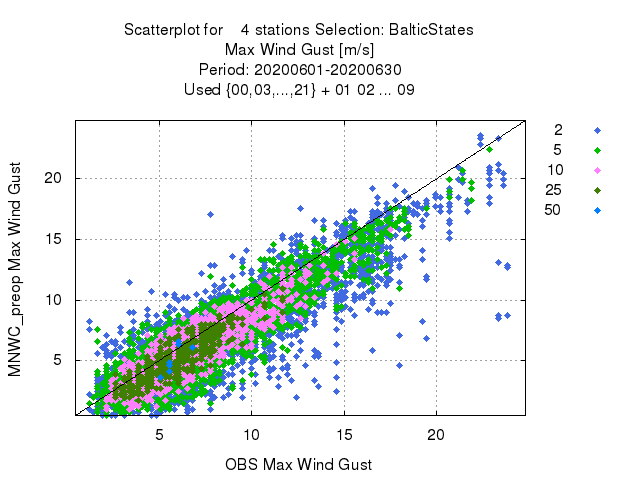 Scatterplot for 4 stations Selection: BalticStates
Max Wind Gust [m/s]
Period: 20200601-20200630
Used {00,03,...,21} + 01 02 ... 09
MNWC_preop Max Wind Gust
20
15
10
5
5 10 15 20
OBS Max Wind Gust
2
5
10
25
50